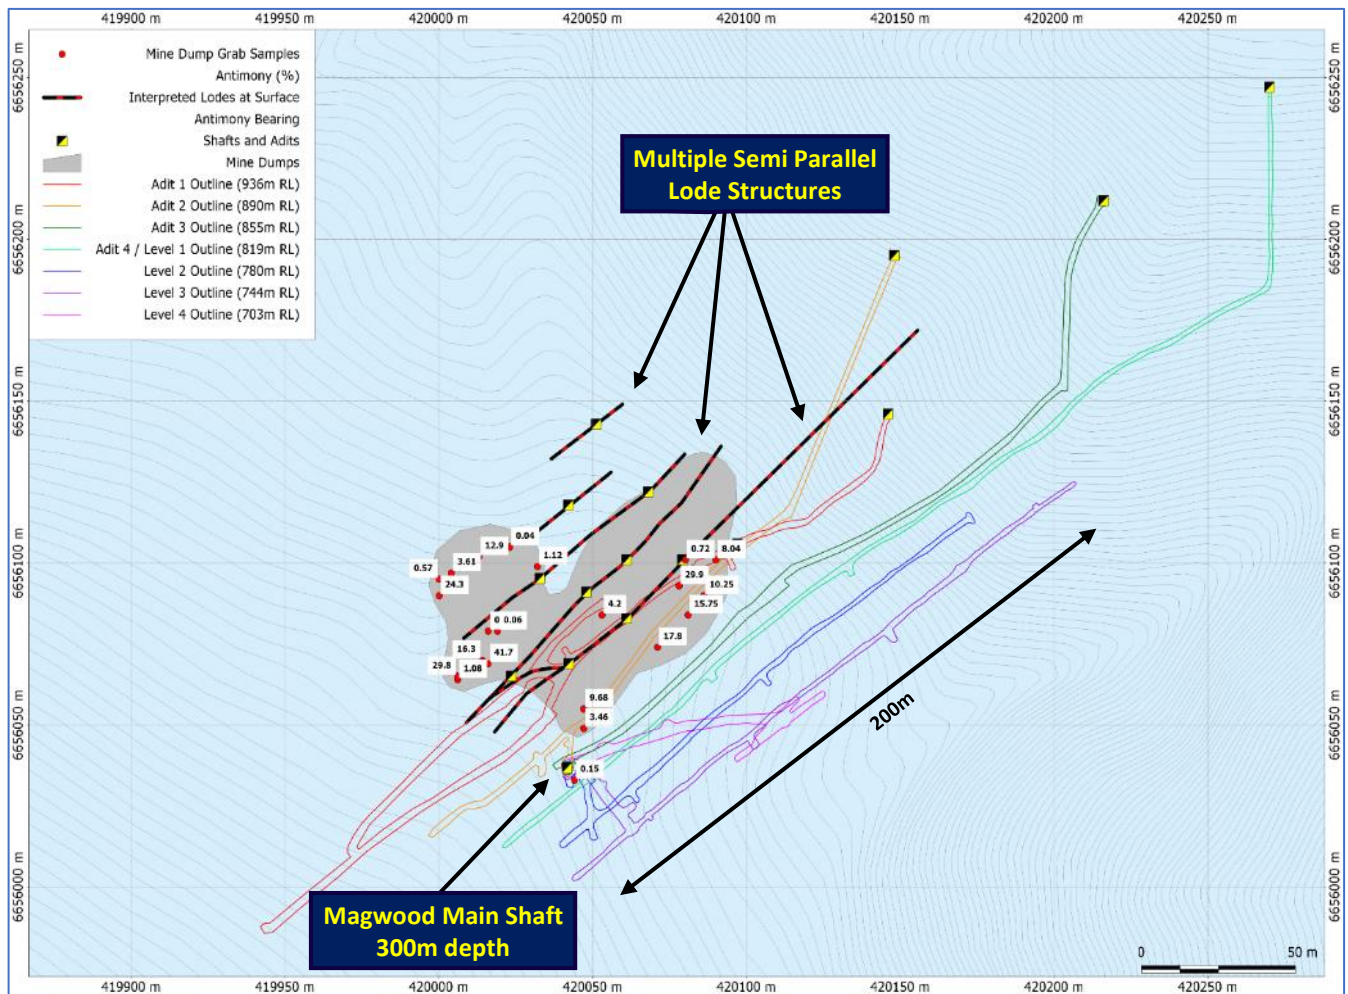 419900 m
419950 m
420000 m
420050 m
420100 m
420150 m
420200 m
420250 m
6656250 m
6656250 m
Mine Dump Grab Samples
Antimony (%)
Interpreted Lodes at Surface
Antimony Bearing
Shafts and Adits
Mine Dumps
Adit 1 Outline (936m RL)
Adit 2 Outline (890m RL)
Adit 3 Outline (855m RL)
Adit 4 / Level 1 Outline (819m RL)
Level 2 Outline (780m RL)
Level 3 Outline (744m RL)
Level 4 Outline (703m RL)
Multiple Semi Parallel
Lode Structures
6656200 m
6656200 m
6656150 m
6656150 m
6656100 m
6656100 m
0.04
12.9
1.12
3.61
0.57
24.3
0.72
8.04
29.9
10.25
15.75
4.2
0
0.06
17.8
16.3
41.7
29.8
1.08
9.68
3.46
6656050 m
6656050 m
200m
0.15
6656000 m
6656000 m
Magwood Main Shaft
300m depth
0
50 m
419900 m
419950 m
420000 m
420050 m
420100 m
420150 m
420200 m
420250 m